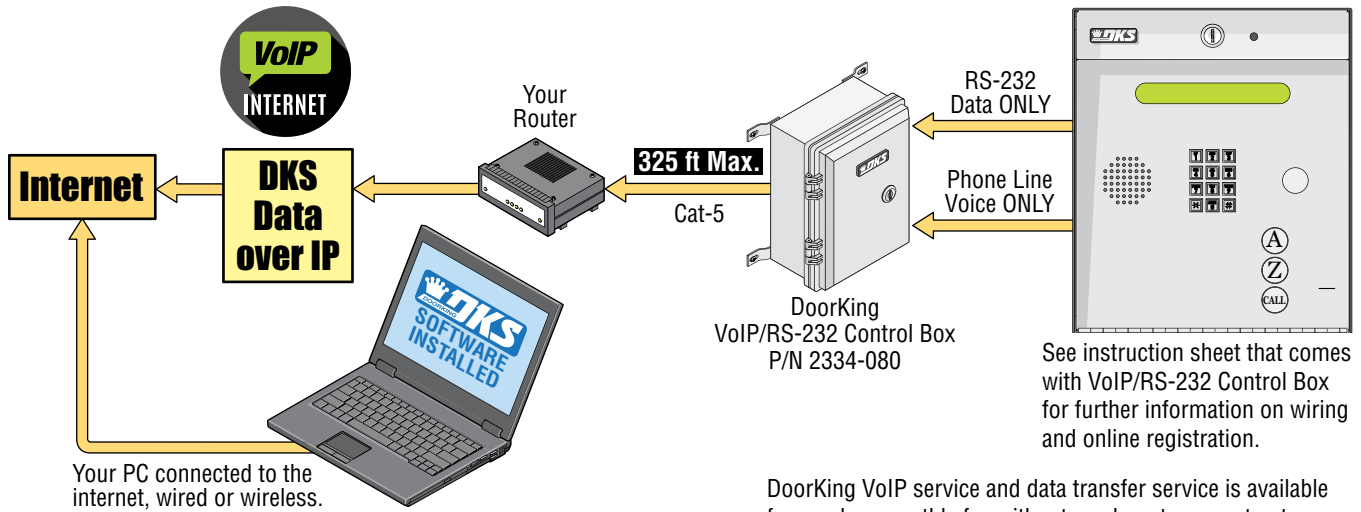 VoIP
INTERNET
Internet
DKS
Data
over IP
Your
Router
325 ft Max.
Cat-5
DoorKing
VoIP/RS-232 Control Box
P/N 2334-080
RS-232
Data ONLY
Phone Line
Voice ONLY
DKS
DKS
A
Z
CALL
See instruction sheet that comes
with VoIP/RS-232 Control Box
for further information on wiring
and online registration.
DOORKING
DKS
SOFTWARE
INSTALLED
Your PC connected to the
internet, wired or wireless.
DoorKing VoIP service and data transfer service is available